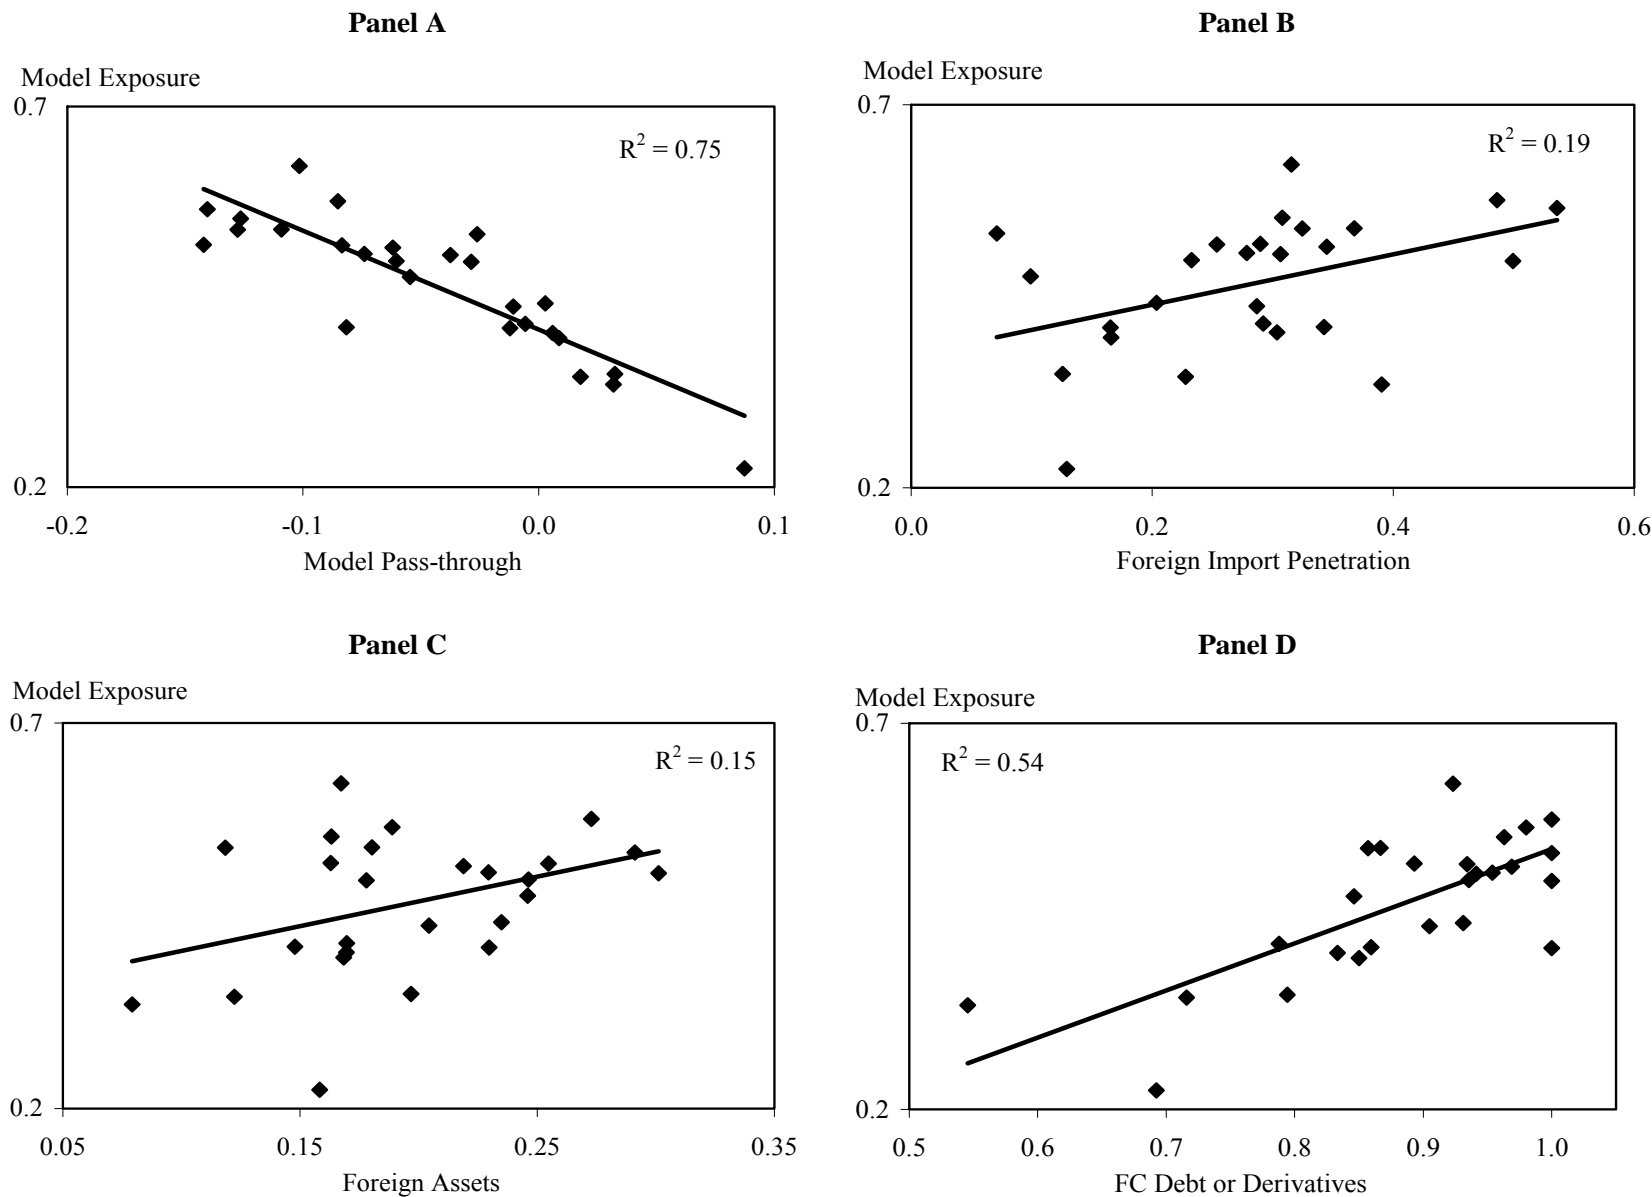 Panel A
Model Exposure
0.7
R² = 0.75
0.2
-0.2 -0.1 0.0 0.1
Model Pass-through
Panel B
Model Exposure
0.7
R² = 0.19
0.2
0.0 0.2 0.4 0.6
Foreign Import Penetration
Panel C
Model Exposure
0.7
R² = 0.15
0.2
0.05 0.15 0.25 0.35
Foreign Assets
Panel D
Model Exposure
0.7
R² = 0.54
0.2
0.5 0.6 0.7 0.8 0.9 1.0
FC Debt or Derivatives